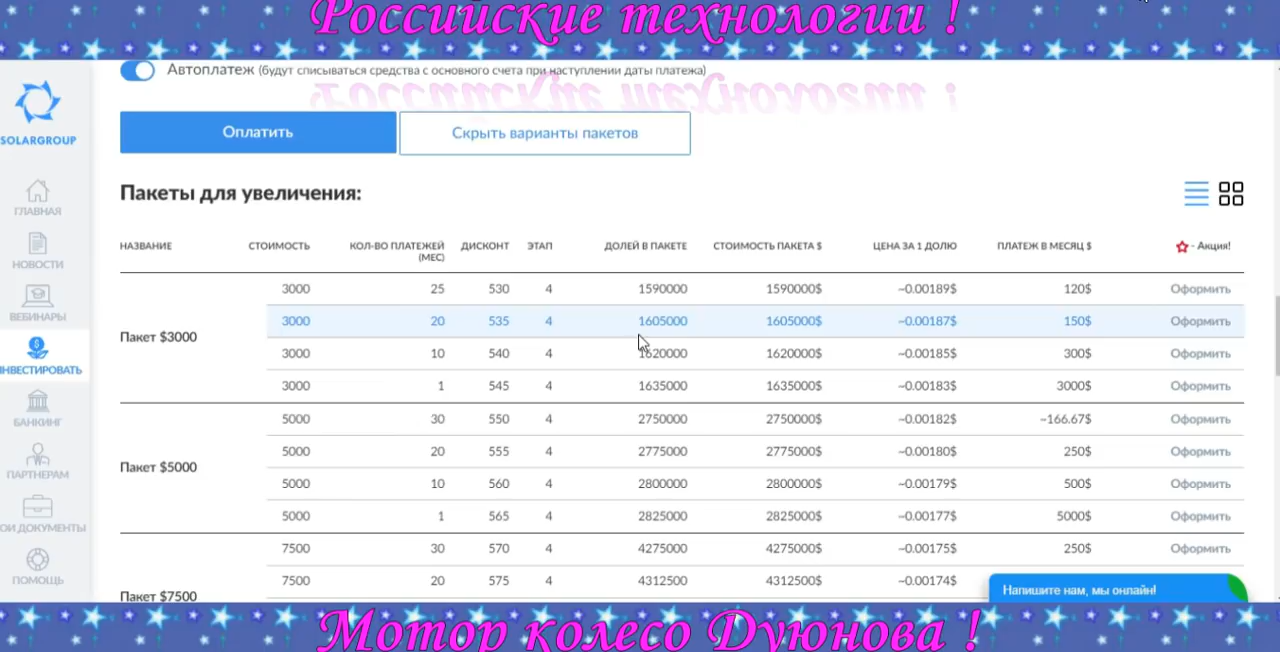 Российские технологии !
Автоплатеж (будут списываться средства с основного счета при наступлении даты платежа)
Российские технологии !
SOLARGROUP
Оплатить
Скрыть варианты пакетов
ГЛАВНАЯ
НОВОСТИ
ВЕБИНАРЫ
ИНВЕСТИРОВАТЬ
БАНКИНГ
ПАРТНЕРАМ
ОИ ДОКУМЕНТЫ
ПОМОЩЬ
Пакеты для увеличения:
НАЗВАНИЕ СТОИМОСТЬ КОЛ-ВО ПЛАТЕЖЕЙ (МЕС) ДИСКОНТ ЭТАП ДОЛЕЙ В ПАКЕТЕ СТОИМОСТЬ ПАКЕТА $ ЦЕНА ЗА 1 ДОЛЮ ПЛАТЕЖ В МЕСЯЦ $ - Акция!
Пакет $3000
3000 25 530 4 1590000 1590000$ ~0.00189$ 120$ Оформить
3000 20 535 4 1605000 1605000$ ~0.00187$ 150$ Оформить
3000 10 540 4 1620000 1620000$ ~0.00185$ 300$ Оформить
3000 1 545 4 1635000 1635000$ ~0.00183$ 3000$ Оформить
Пакет $5000
5000 30 550 4 2750000 2750000$ ~0.00182$ ~166.67$ Оформить
5000 20 555 4 2775000 2775000$ ~0.00180$ 250$ Оформить
5000 10 560 4 2800000 2800000$ ~0.00179$ 500$ Оформить
5000 1 565 4 2825000 2825000$ ~0.00177$ 5000$ Оформить
Пакет $7500
7500 30 570 4 4275000 4275000$ ~0.00175$ 250$ Оформить
7500 20 575 4 4312500 4312500$ ~0.00174$
Напишите нам, мы онлайн!
Мотор колесо Дуюнова !